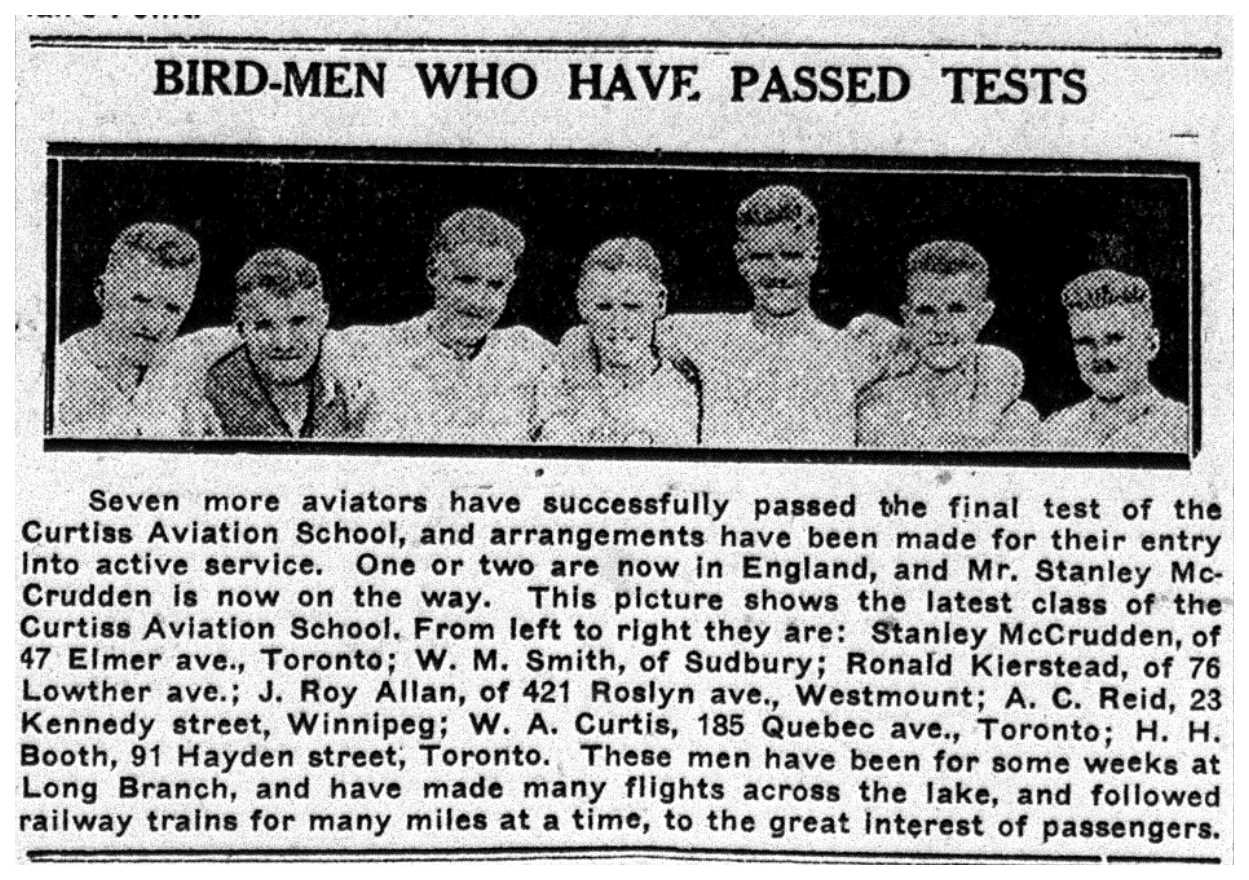 BIRD-MEN WHO HAVE PASSED TESTS
Seven more aviators have successfully passed the final test of the
Curtiss Aviation School, and arrangements have been made for their entry
into active service. One or two are now in England, and Mr. Stanley Mc-
Crudden is now on the way. This picture shows the latest class of the
Curtiss Aviation School. From left to right they are: Stanley McCrudden, of
47 Elmer ave., Toronto; W. M. Smith, of Sudbury; Ronald Kierstead, of 76
Lowther ave.; J. Roy Allan, of 421 Roslyn ave., Westmount; A. C. Reid, 23
Kennedy street, Winnipeg; W. A. Curtis, 185 Quebec ave., Toronto; H. H.
Booth, 91 Hayden street, Toronto. These men have been for some weeks at
Long Branch, and have made many flights across the lake, and followed
railway trains for many miles at a time, to the great interest of passengers.